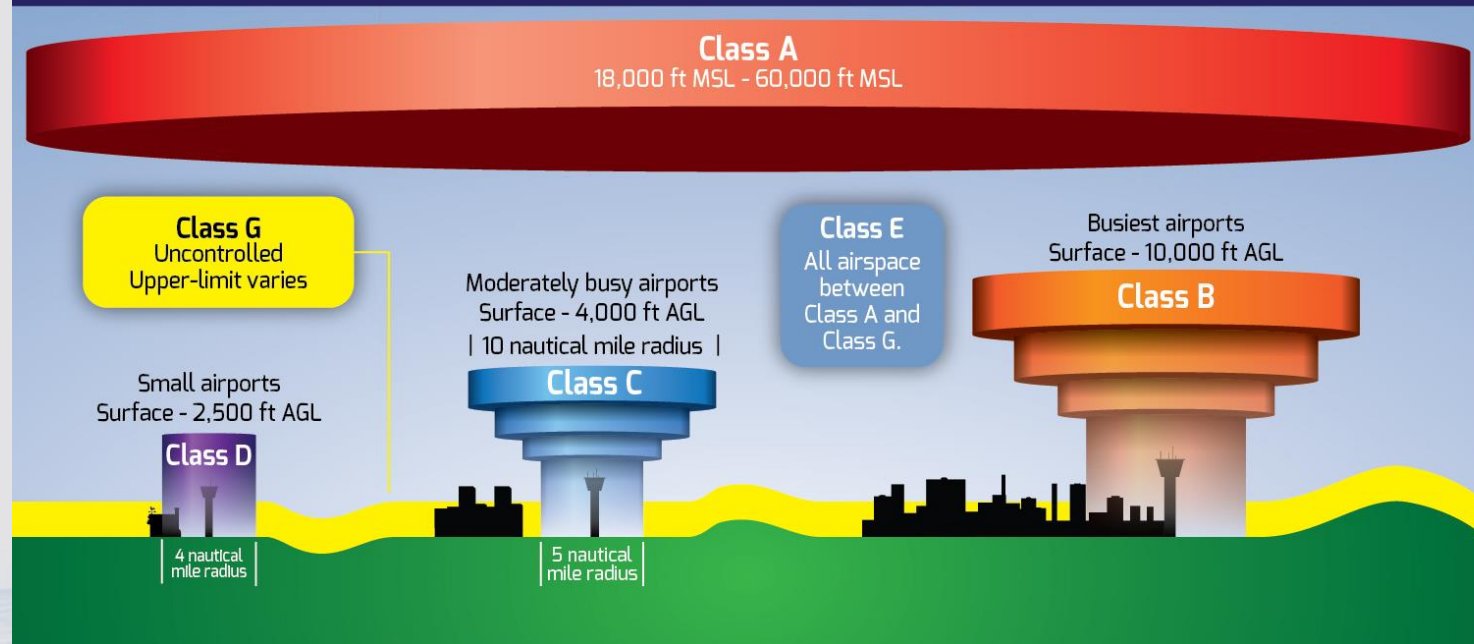 Class A
18,000 ft MSL - 60,000 ft MSL
Class G
Uncontrolled
Upper-limit varies
Small airports
Surface - 2,500 ft AGL
Class D
4 nautical
mile radius
Moderately busy airports
Surface - 4,000 ft AGL
| 10 nautical mile radius |
Class C
5 nautical
mile radius
Class E
All airspace
between
Class A and
Class G.
Busiest airports
Surface - 10,000 ft AGL
Class B